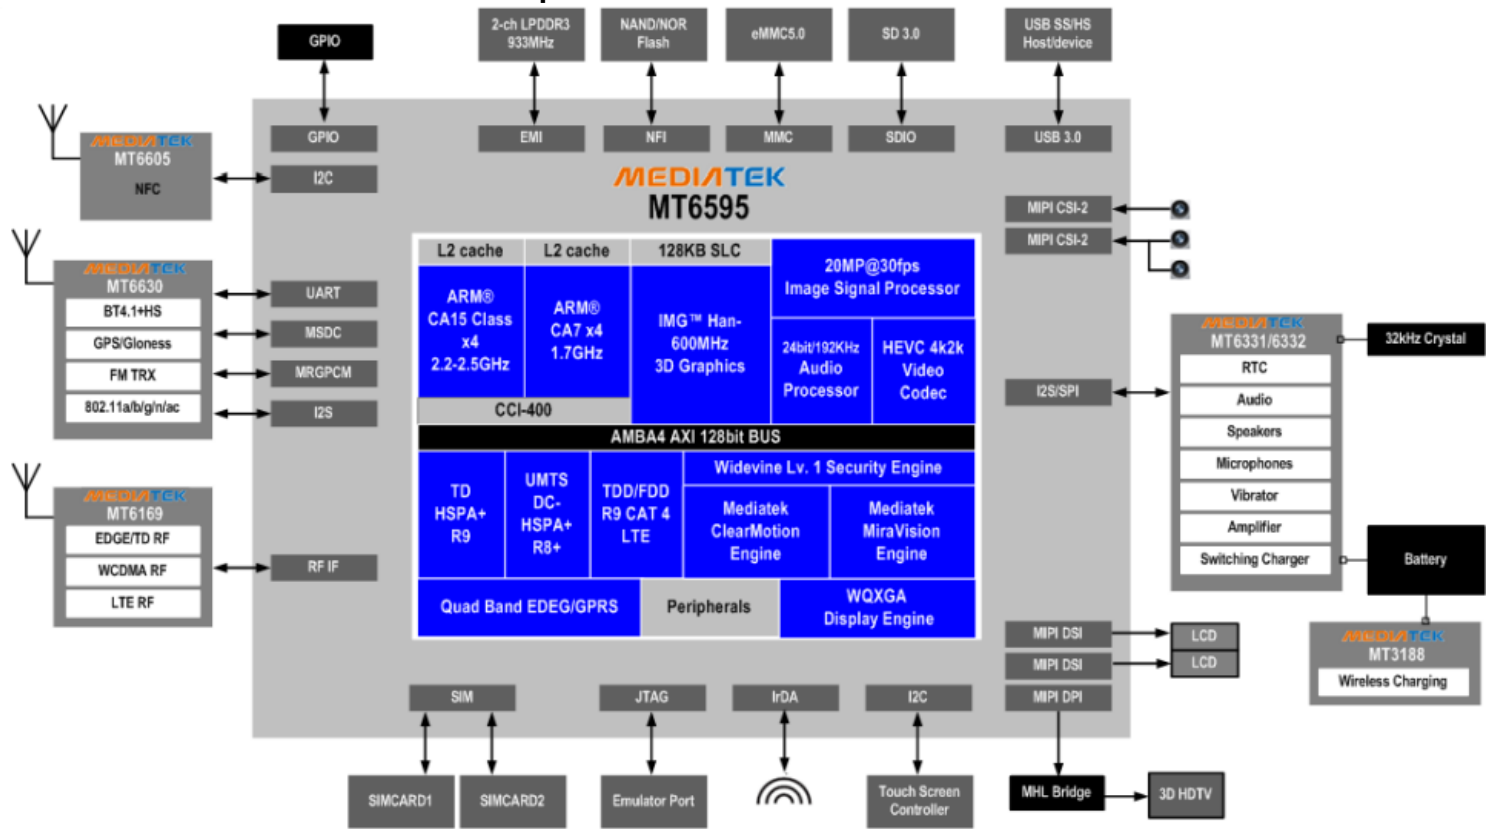 GPIO
2-ch LPDDR3
933MHz
NAND/NOR
Flash
eMMC5.0
SD 3.0
USB SS/HS
Host/device
GPIO
EMI
NFI
MMC
SDIO
USB 3.0
MEDIATEK
MT6605
NFC
I2C
MEDIATEK
MT6595
MIPI CSI-2
MIPI CSI-2
MEDIATEK
MT6630
BT4.1+HS
GPS/Gloness
FM TRX
802.11a/b/g/n/ac
UART
MSDC
MRGPCM
I2S
L2 cache
L2 cache
128KB SLC
20MP@30fps
Image Signal Processor
ARM®
CA15 Class
x4
2.2-2.5GHz
ARM®
CA7 x4
1.7GHz
IMG™ Han-
600MHz
3D Graphics
24bit/192KHz
Audio
Processor
HEVC 4k2k
Video
Codec
CCI-400
AMBA4 AXI 128bit BUS
TD
HSPA+
R9
UMTS
DC-
HSPA+
R8+
TDD/FDD
R9 CAT 4
LTE
Widevine Lv. 1 Security Engine
Mediatek
ClearMotion
Engine
Mediatek
MiraVision
Engine
Quad Band EDEG/GPRS
Peripherals
WQXGA
Display Engine
I2S/SPI
MEDIATEK
MT6331/6332
RTC
Audio
Speakers
Microphones
Vibrator
Amplifier
Switching Charger
32kHz Crystal
Battery
MEDIATEK
MT3188
Wireless Charging
MEDIATEK
MT6169
EDGE/TD RF
WCDMA RF
LTE RF
RF IF
MIPI DSI
LCD
MIPI DSI
LCD
MIPI DPI
SIM
JTAG
IrDA
I2C
SIMCARD1
SIMCARD2
Emulator Port
Touch Screen
Controller
MHL Bridge
3D HDTV